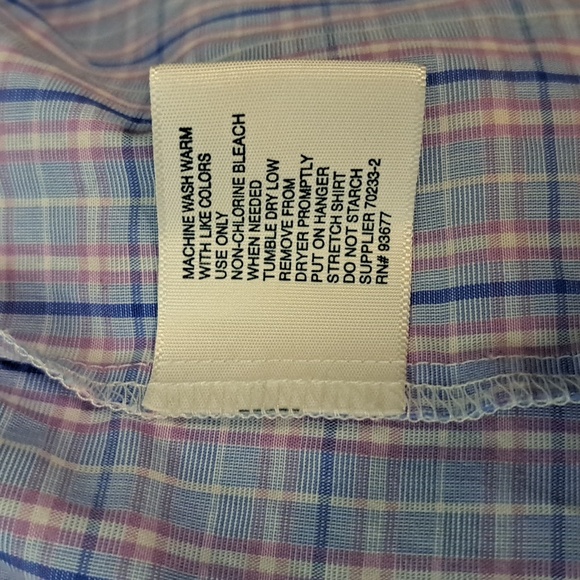 MACHINE WASH WARM
WITH LIKE COLORS
USE ONLY
NON-CHLORINE BLEACH
WHEN NEEDED
TUMBLE DRY LOW
REMOVE FROM
DRYER PROMPTLY
PUT ON HANGER
STRETCH SHIRT
DO NOT STARCH
SUPPLIER 70233-2
RN# 93677